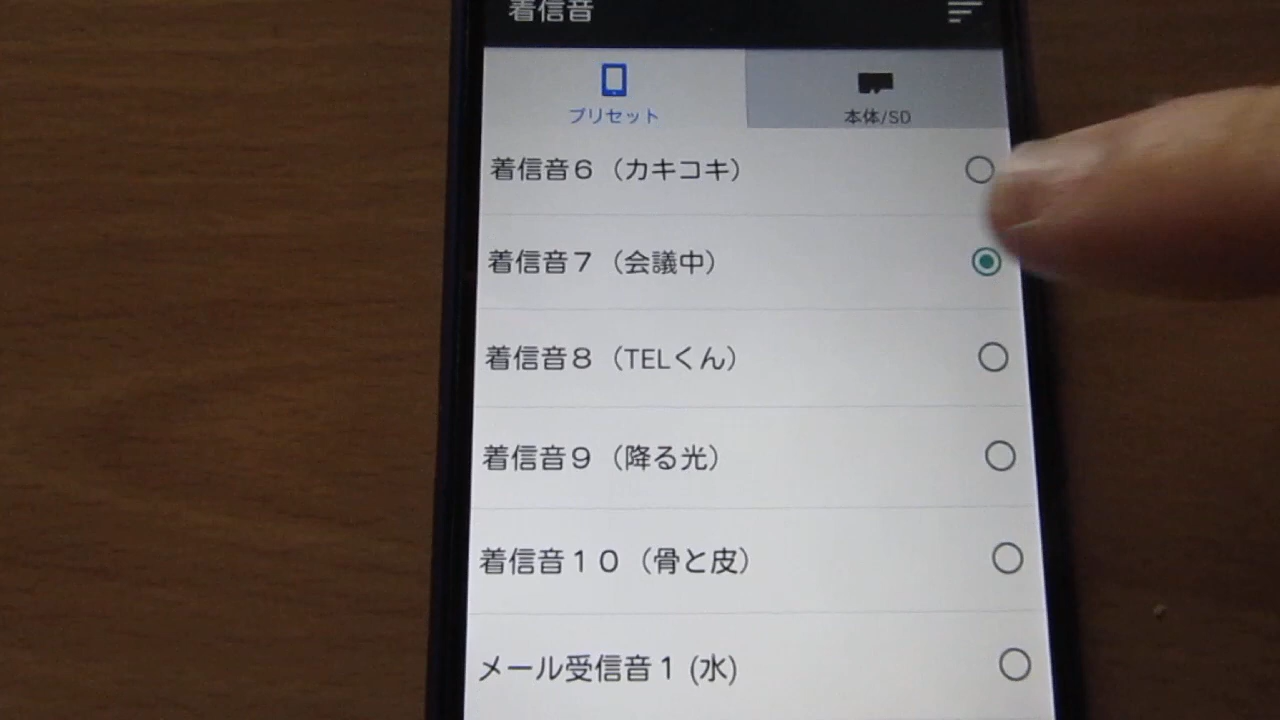 着信音
プリセット
本体/SD
着信音６（カキコキ）
着信音７（会議中）
着信音８（TELくん）
着信音９（降る光）
着信音１０（骨と皮）
メール受信音１(水)